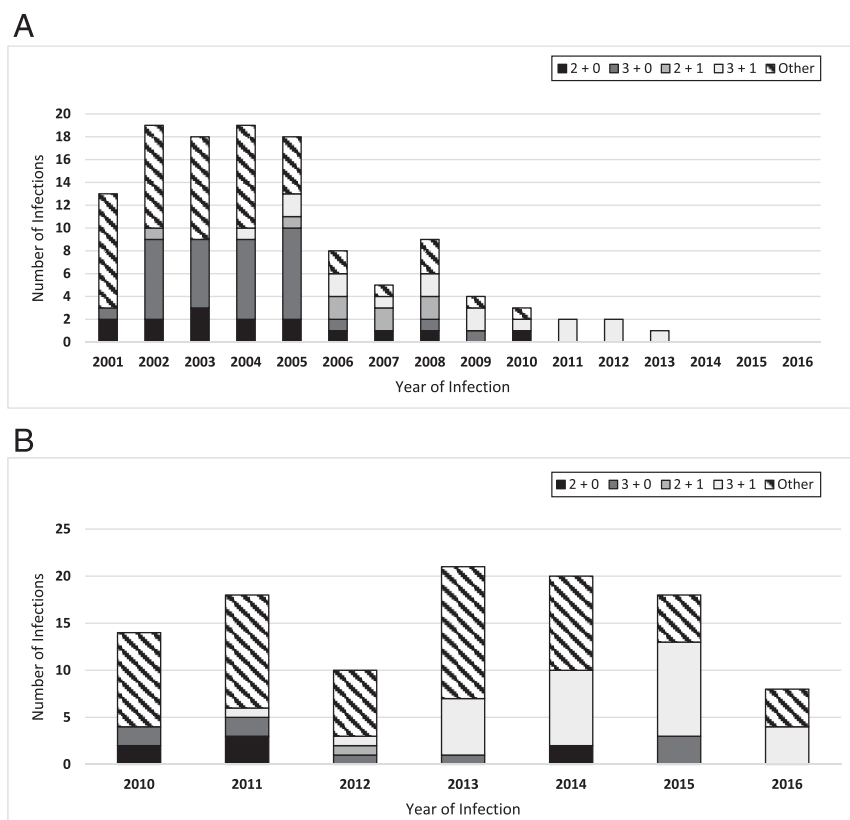 A
2 + 0 3 + 0 2 + 1 3 + 1 Other
20
18
16
14
12
10
8
6
4
2
0
Number of Infections
2001 2002 2003 2004 2005 2006 2007 2008 2009 2010 2011 2012 2013 2014 2015 2016
Year of Infection
B
2 + 0 3 + 0 2 + 1 3 + 1 Other
25
20
15
10
5
0
Number of Infections
2010 2011 2012 2013 2014 2015 2016
Year of Infection